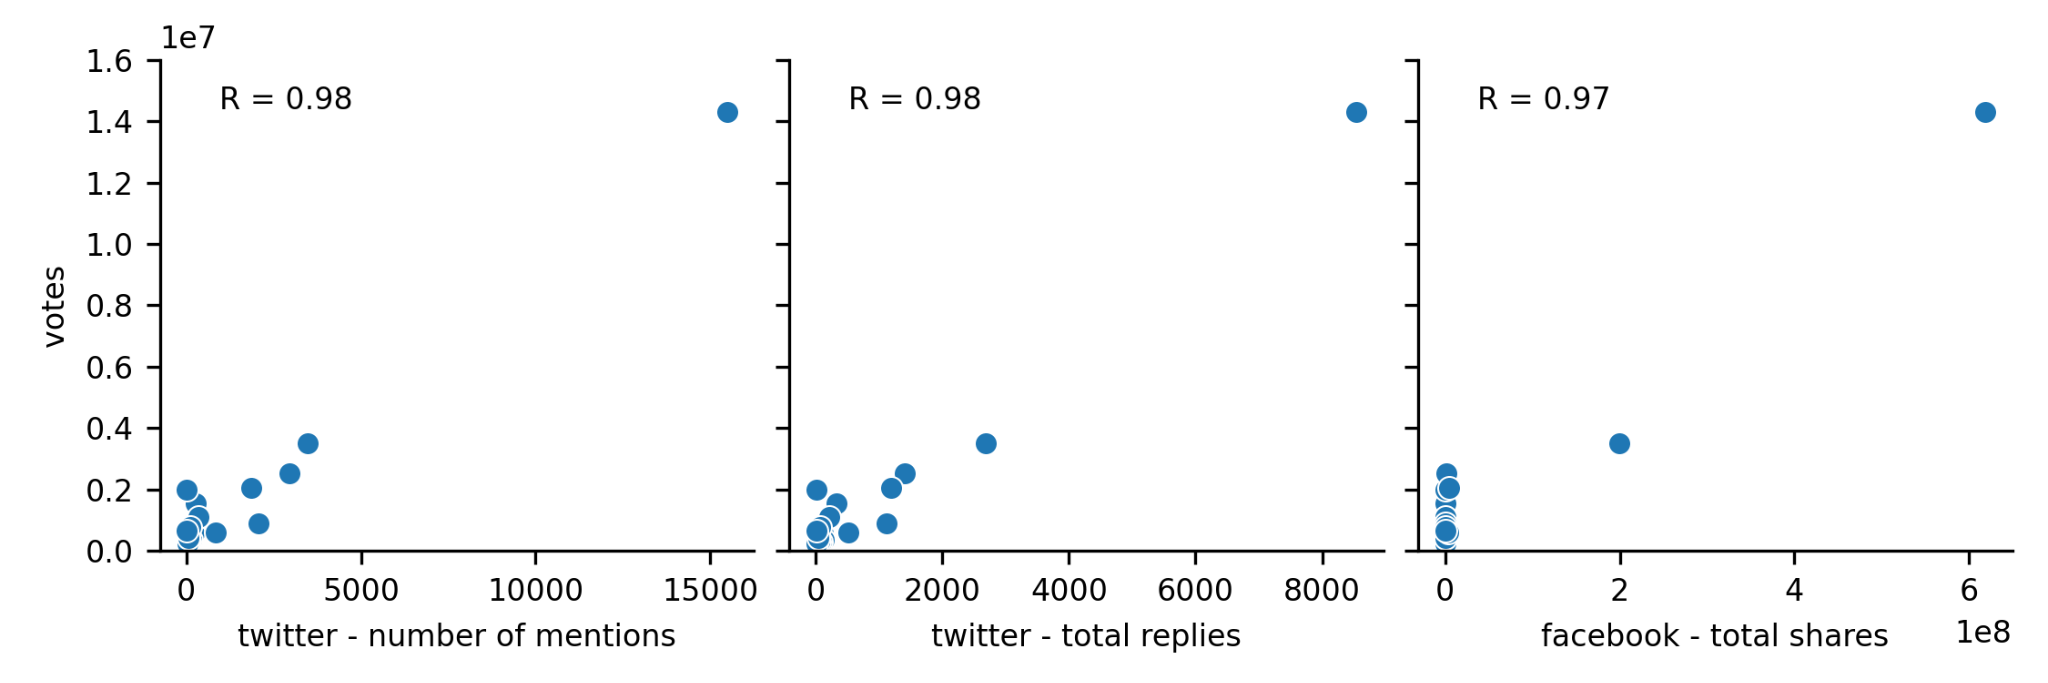 1e7
1.6
1.4
1.2
1.0
0.8
0.6
0.4
0.2
0.0
votes
R = 0.98
0 5000 10000 15000
twitter - number of mentions
R = 0.98
0 2000 4000 6000 8000
twitter - total replies
R = 0.97
0 2 4 6
1e8
facebook - total shares